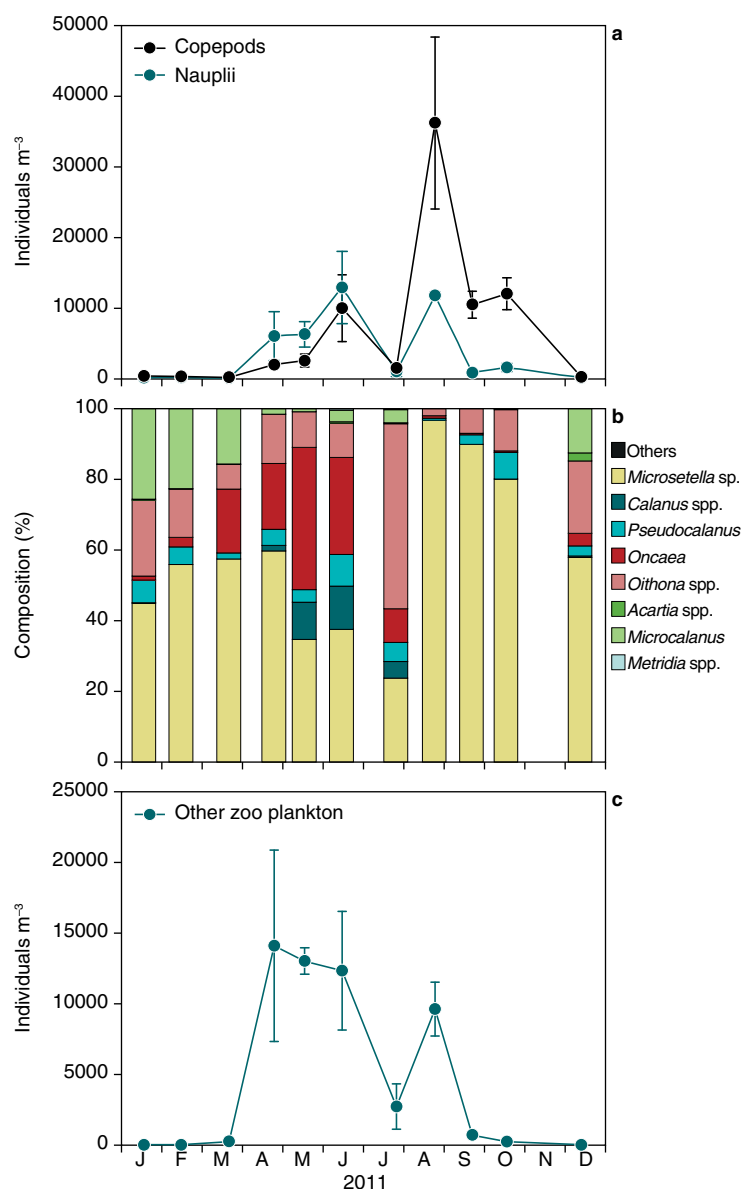 50000
a
Copepods
Nauplii
40000
30000
20000
10000
0
Individuals m⁻³
100
b
80
60
40
20
0
Composition (%)
Others
Microsetella sp.
Calanus spp.
Pseudocalanus
Oncaea
Oithona spp.
Acartia spp.
Microcalanus
Metridia spp.
25000
c
Other zoo plankton
20000
15000
10000
5000
0
Individuals m⁻³
J F M A M J J A S O N D
2011